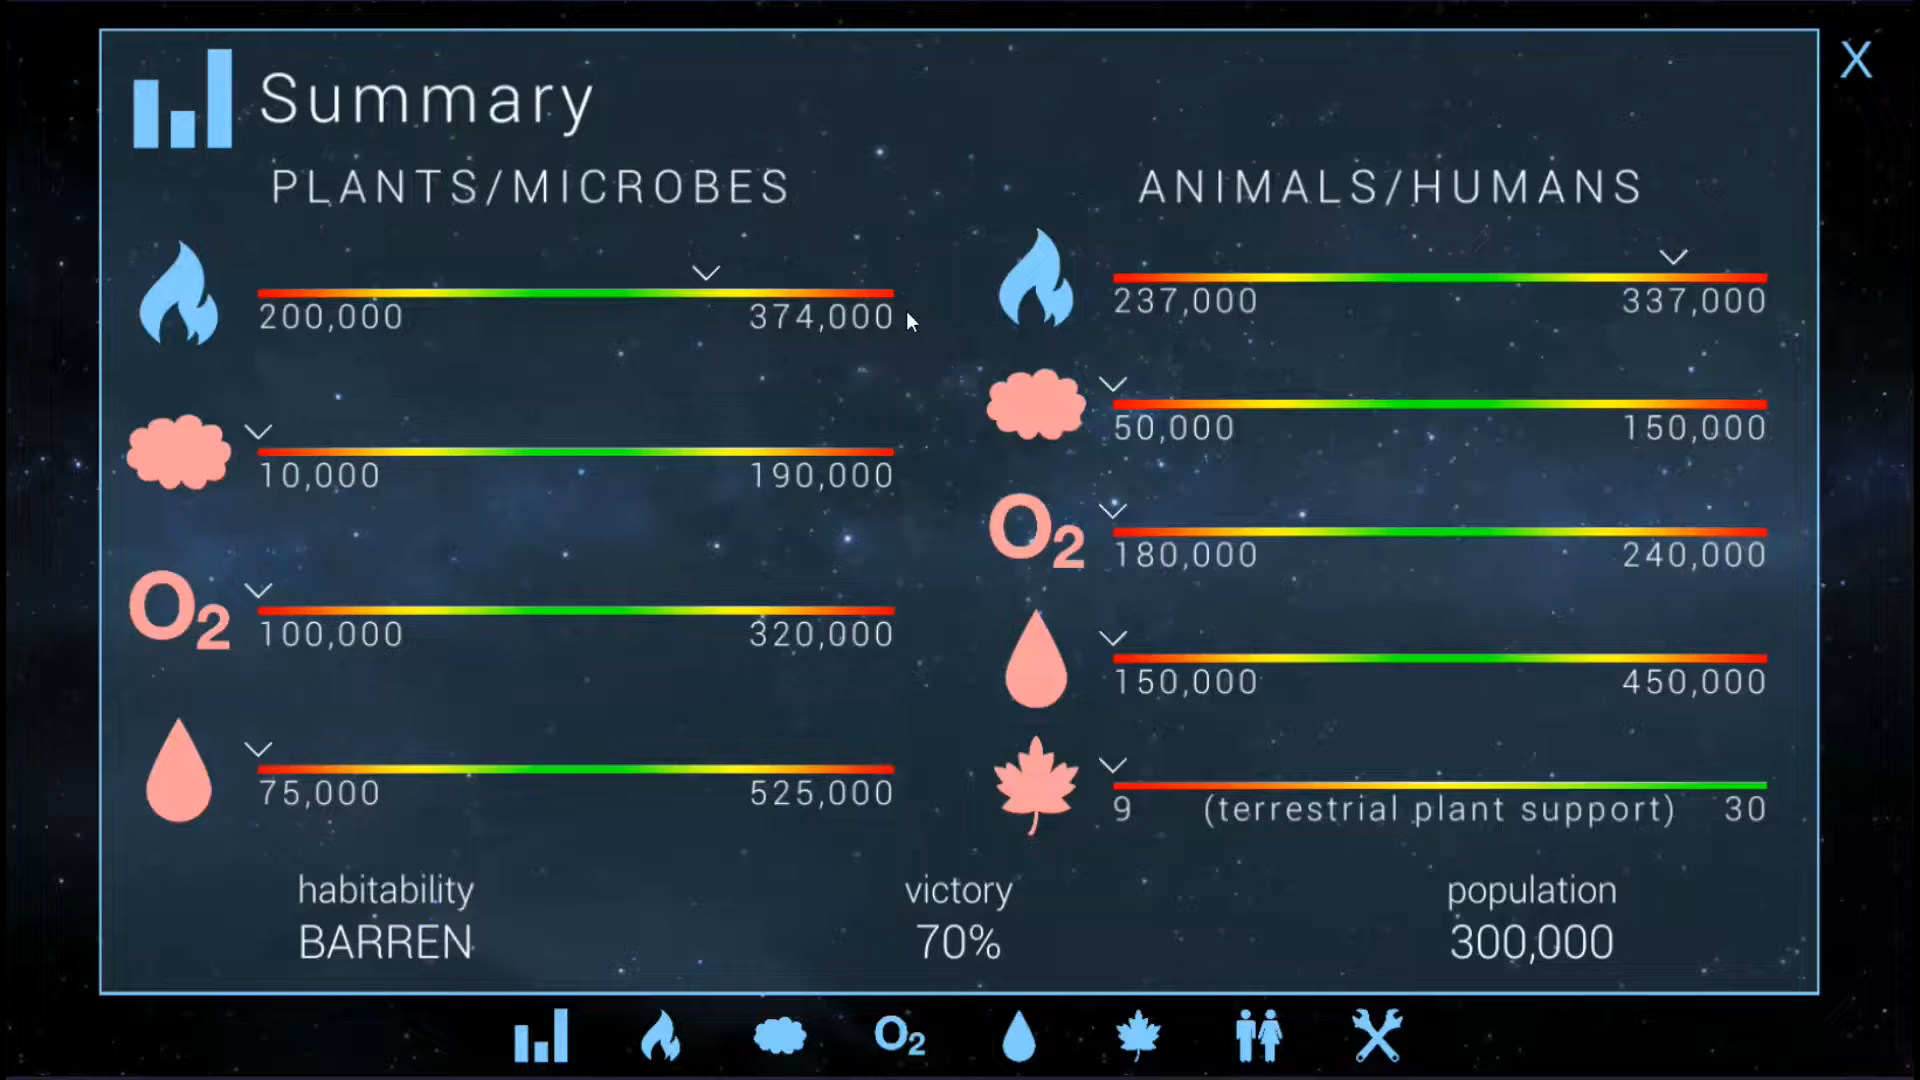 Summary
X
PLANTS/MICROBES
200,000 374,000
10,000 190,000
O2
100,000 320,000
75,000 525,000
ANIMALS/HUMANS
237,000 337,000
50,000 150,000
O2
180,000 240,000
150,000 450,000
9 (terrestrial plant support) 30
habitability
BARREN
victory
70%
population
300,000
O2